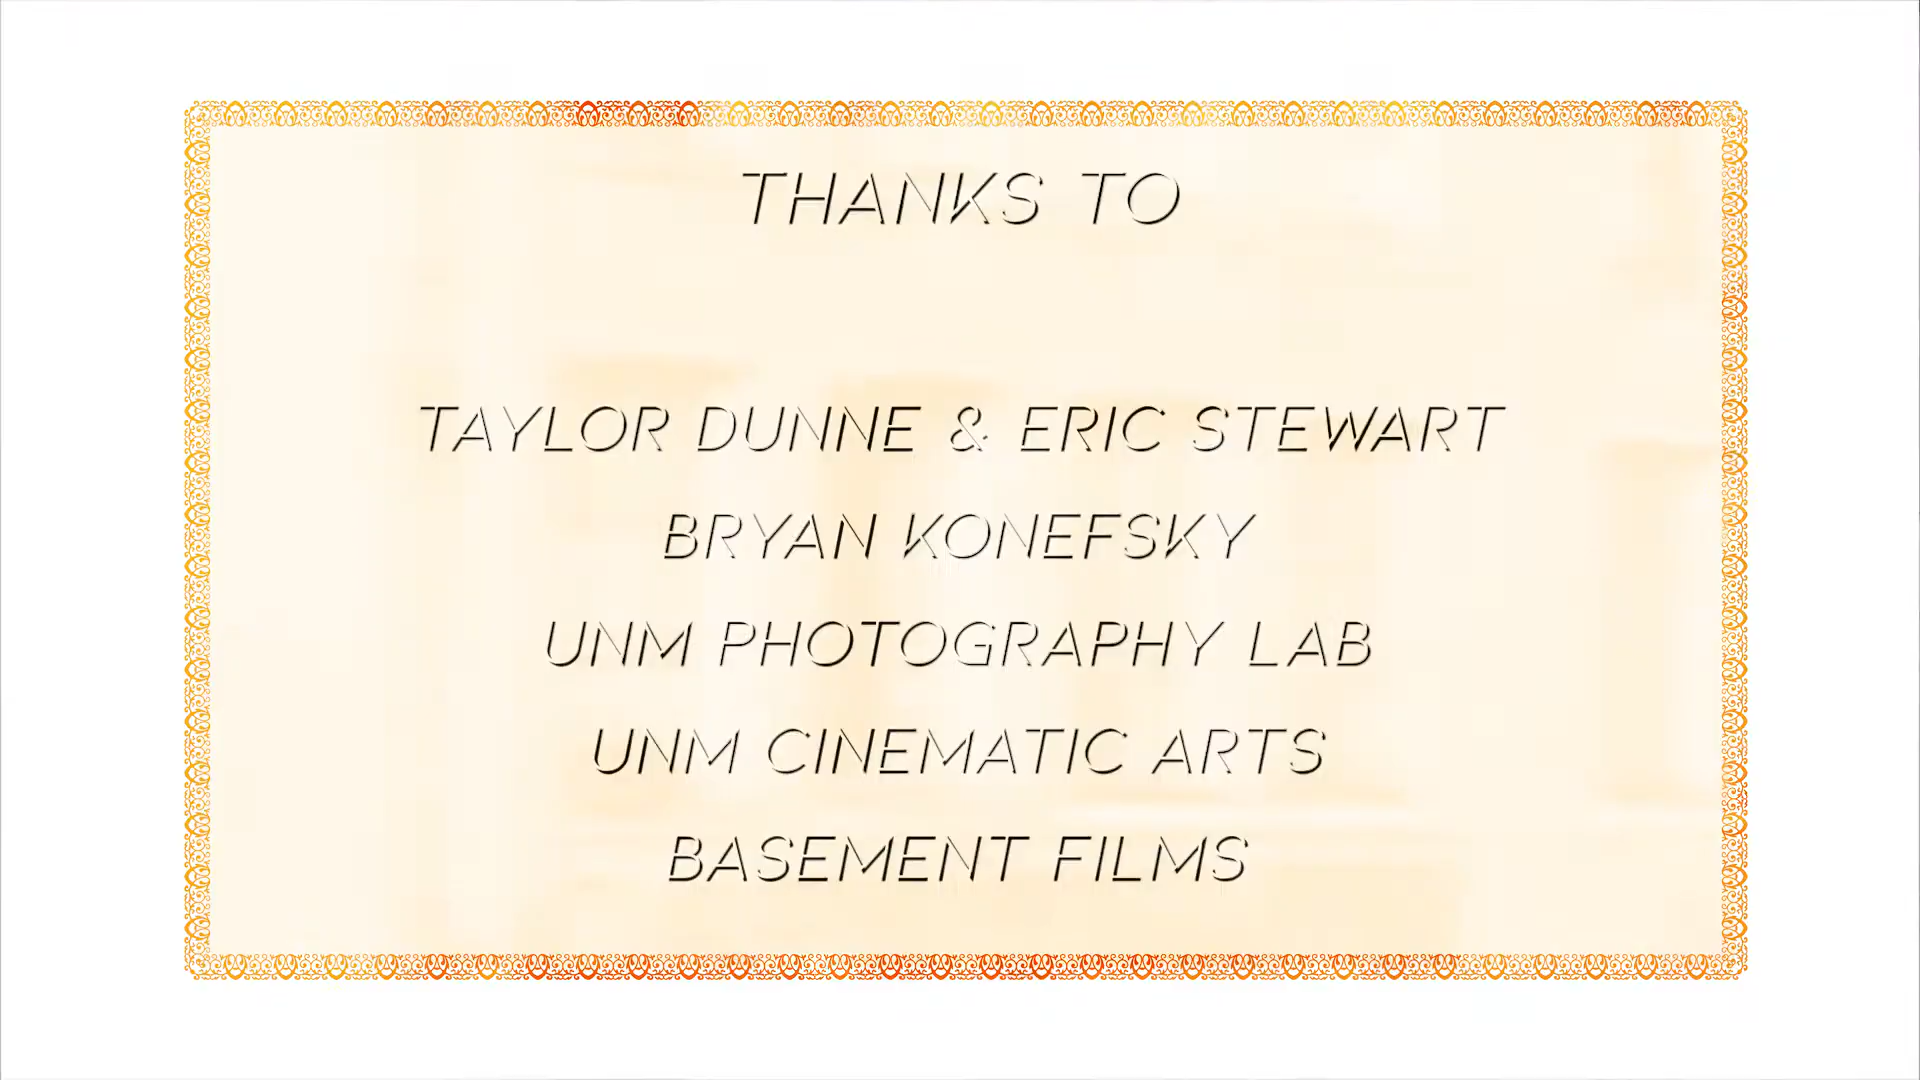 THANKS TO
TAYLOR DUNNE & ERIC STEWART
BRYAN KONEFSKY
UNM PHOTOGRAPHY LAB
UNM CINEMATIC ARTS
BASEMENT FILMS